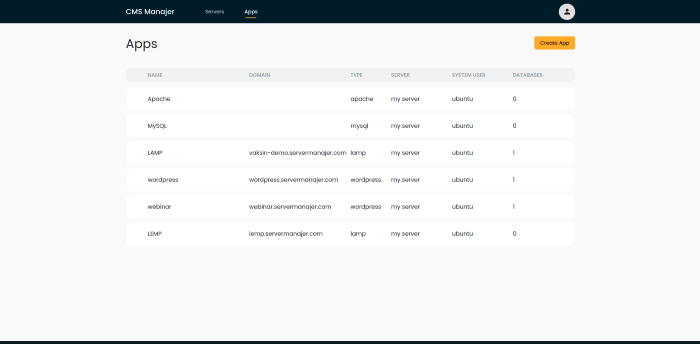 CMS Manajer Servers Apps
Apps
Create App
NAME DOMAIN TYPE SERVER SYSTEM USER DATABASES
Apache apache my server ubuntu 0
MySQL mysql my server ubuntu 0
LAMP vaksin-demo.servermanajer.com lamp my server ubuntu 1
wordpress wordpress.servermanajer.com wordpress my server ubuntu 1
webinar webinar.servermanajer.com wordpress my server ubuntu 1
LEMP lemp.servermanajer.com lamp my server ubuntu 0